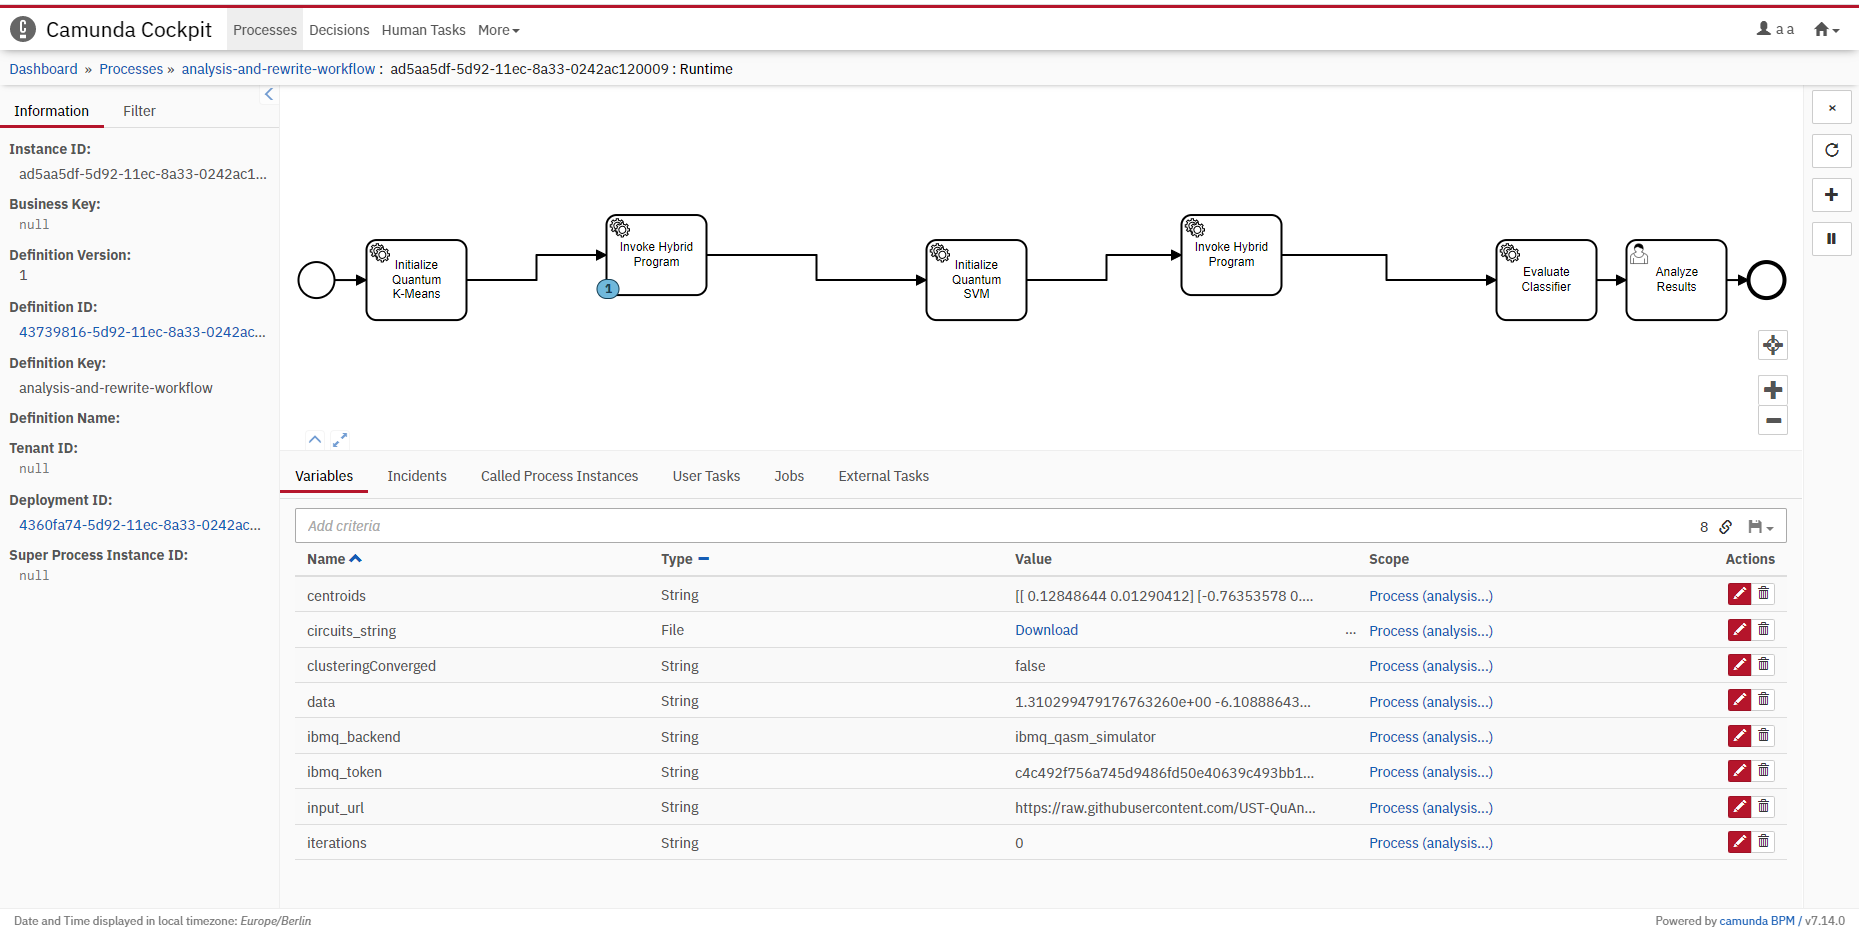 Camunda Cockpit Processes Decisions Human Tasks More a a
Dashboard » Processes » analysis-and-rewrite-workflow : ad5aa5df-5d92-11ec-8a33-0242ac120009 : Runtime
Information Filter
Instance ID:
ad5aa5df-5d92-11ec-8a33-0242ac1...
Business Key:
null
Definition Version:
1
Definition ID:
43739816-5d92-11ec-8a33-0242ac...
Definition Key:
analysis-and-rewrite-workflow
Definition Name:
Tenant ID:
null
Deployment ID:
4360fa74-5d92-11ec-8a33-0242ac...
Super Process Instance ID:
null
Initialize
Quantum
K-Means
Invoke Hybrid
Program
1
Initialize
Quantum
SVM
Invoke Hybrid
Program
Evaluate
Classifier
Analyze
Results
Variables Incidents Called Process Instances User Tasks Jobs External Tasks
Add criteria 8
Name Type Value Scope Actions
centroids String [[ 0.12848644 0.01290412] [-0.76353578 0.... Process (analysis...)
circuits_string File Download ... Process (analysis...)
clusteringConverged String false Process (analysis...)
data String 1.310299479176763260e+00 -6.10888643... Process (analysis...)
ibmq_backend String ibmq_qasm_simulator Process (analysis...)
ibmq_token String c4c492f756a745d9486fd50e40639c493bb1... Process (analysis...)
input_url String https://raw.githubusercontent.com/UST-QuAn... Process (analysis...)
iterations String 0 Process (analysis...)
Date and Time displayed in local timezone: Europe/Berlin
Powered by camunda BPM / v7.14.0